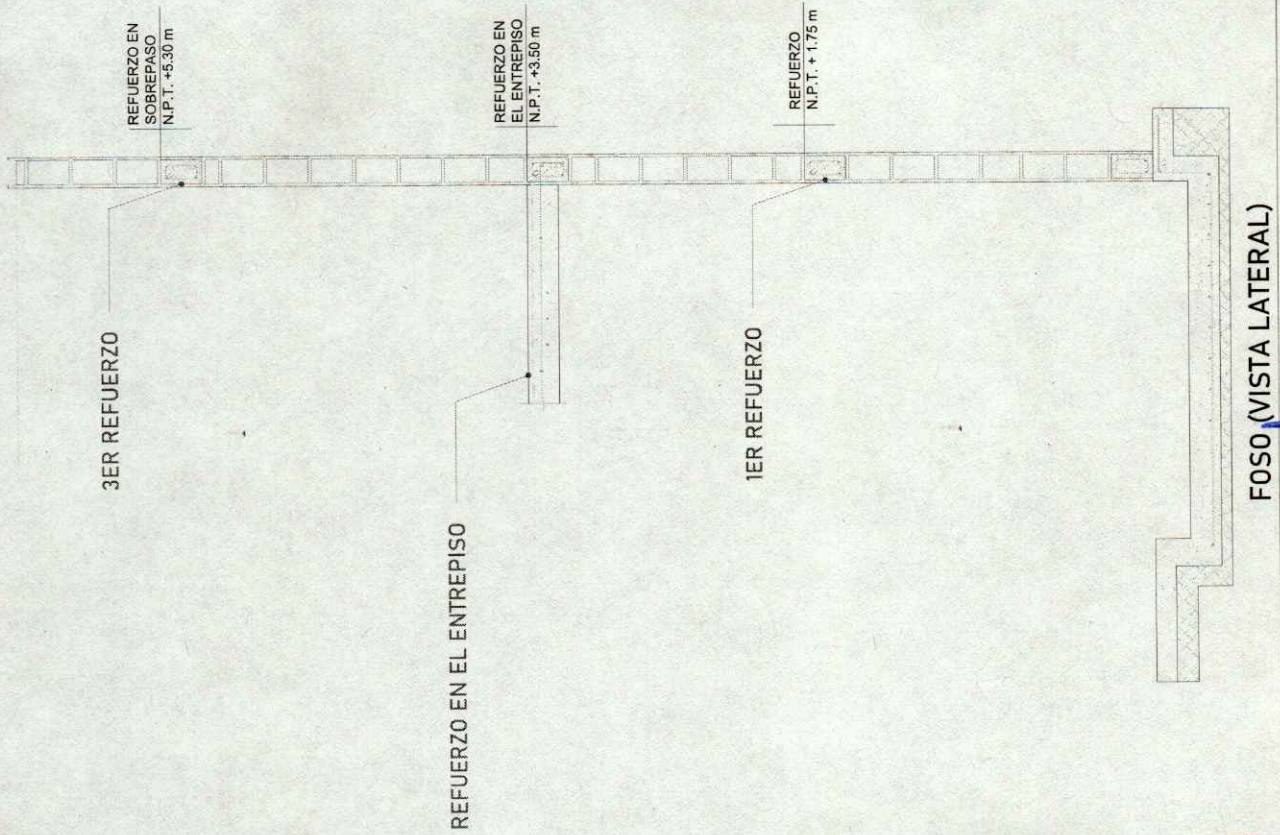 REFUERZO EN
SOBREPASO
N.P.T. +5.30 m
3ER REFUERZO
REFUERZO EN
EL ENTREPISO
N.P.T. +3.50 m
REFUERZO EN EL ENTREPISO
REFUERZO
N.P.T. + 1.75 m
1ER REFUERZO
FOSO (VISTA LATERAL)